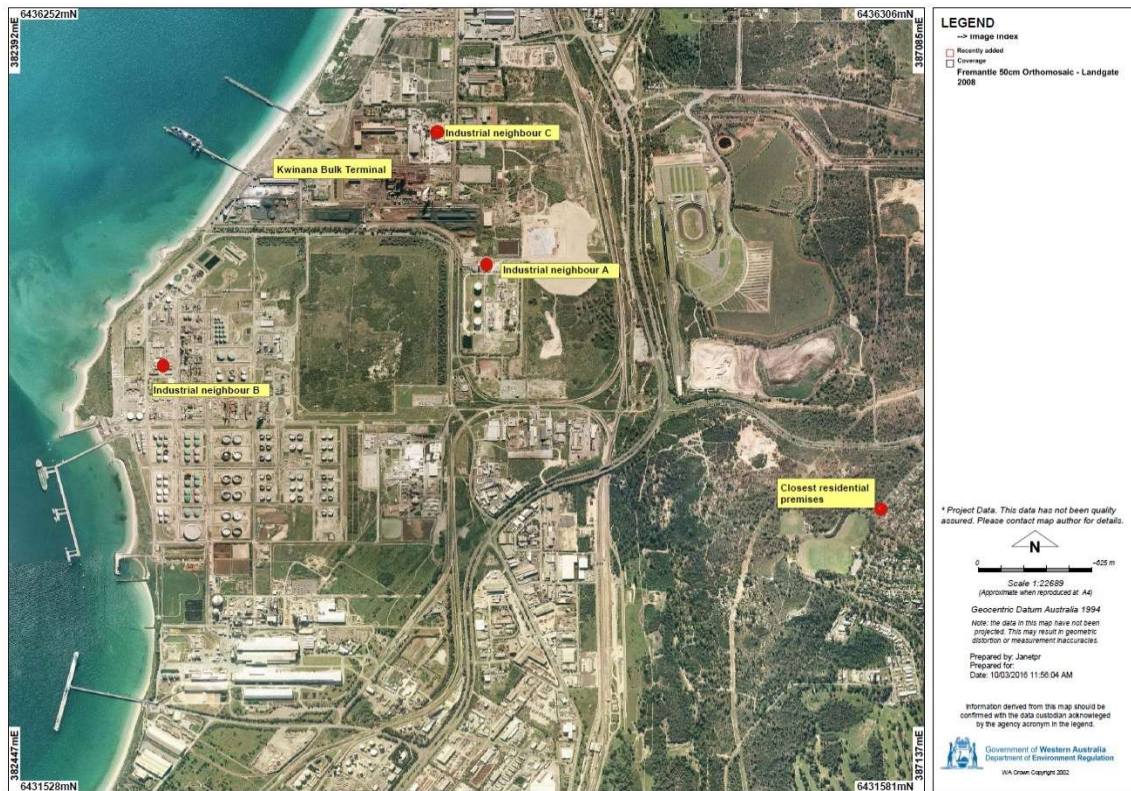 6436252mN
6436306mN
382392mE
387085mE
Industrial neighbour C
Kwinana Bulk Terminal
Industrial neighbour A
Industrial neighbour B
Closest residential
premises
382447mE
387137mE
6431528mN
6431581mN
LEGEND
--> Image Index
Recently added
Coverage
Fremantle 50cm Orthomosaic - Landgate
2008
* Project Data. This data has not been quality
assured. Please contact map author for details.
N
0 ~625 m
Scale 1:22689
(Approximate when reproduced at A4)
Geocentric Datum Australia 1994
Note: the data in this map have not been
projected. This may result in geometric
distortion or measurement inaccuracies.
Prepared by: Janetpr
Prepared for:
Date: 10/03/2016 11:56:04 AM
Information derived from this map should be
confirmed with the data custodian acknowleged
by the agency acronym in the legend.
Government of Western Australia
Department of Environment Regulation
WA Crown Copyright 2002